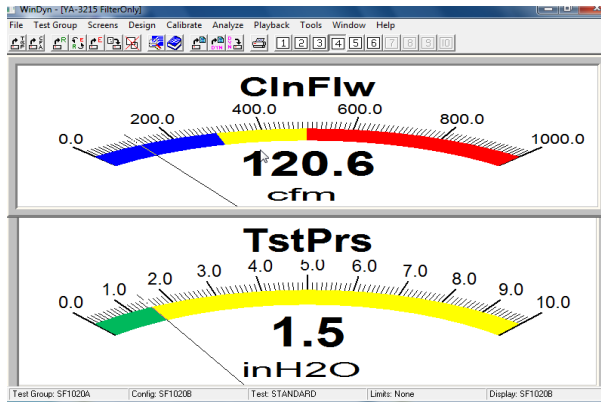 WinDyn - [YA-3215 FilterOnly]
File Test Group Screens Design Calibrate Analyze Playback Tools Window Help
1 2 3 4 5 6 7 8 9 10
ClnFlw
0.0 200.0 400.0 600.0 800.0 1000.0
120.6
cfm
TstPrs
0.0 1.0 2.0 3.0 4.0 5.0 6.0 7.0 8.0 9.0 10.0
1.5
inH2O
Test Group: SF1020A Config: SF1020B Test: STANDARD Limits: None Display: SF1020B